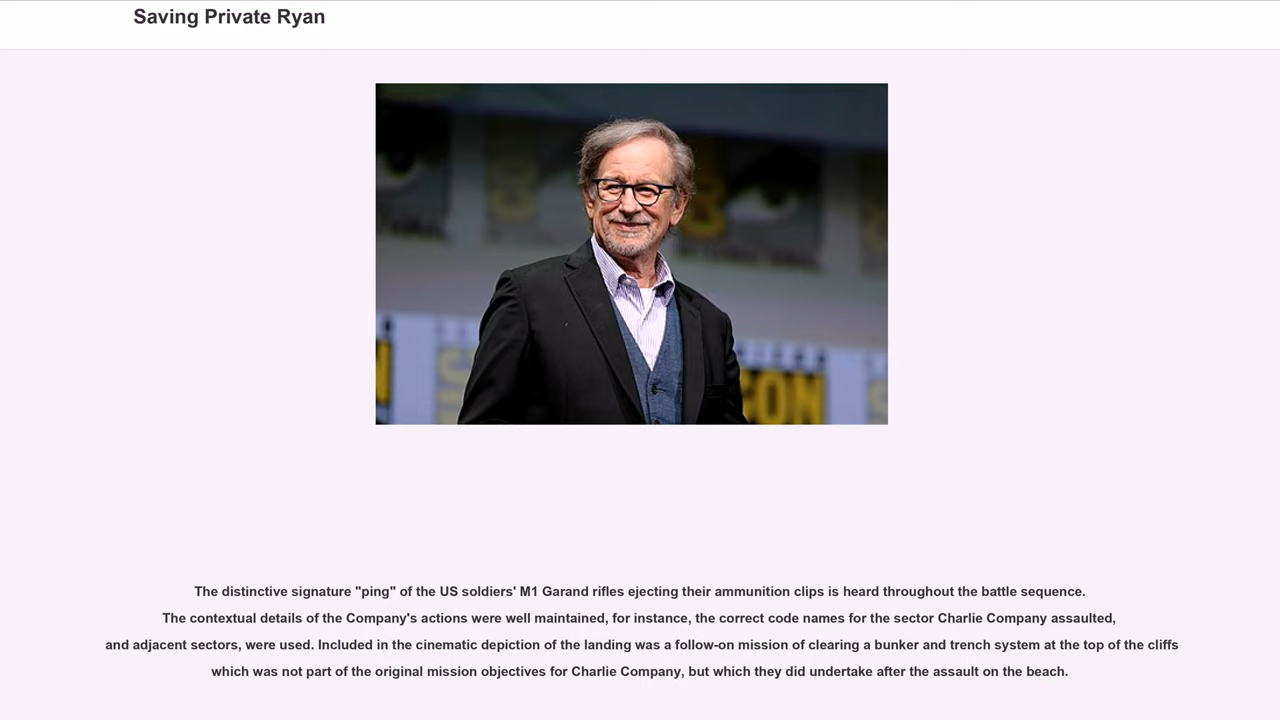 Saving Private Ryan
CON
The distinctive signature "ping" of the US soldiers' M1 Garand rifles ejecting their ammunition clips is heard throughout the battle sequence.
The contextual details of the Company's actions were well maintained, for instance, the correct code names for the sector Charlie Company assaulted,
and adjacent sectors, were used. Included in the cinematic depiction of the landing was a follow-on mission of clearing a bunker and trench system at the top of the cliffs
which was not part of the original mission objectives for Charlie Company, but which they did undertake after the assault on the beach.